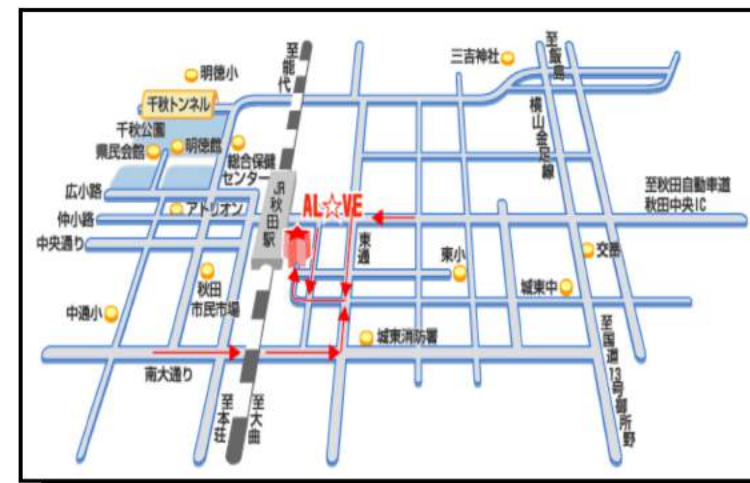 至能代
三吉神社
至飯島
明徳小
千秋トンネル
横山金足線
千秋公園
県民会館
明徳館
総合保健
センター
広小路
JR秋田駅
AL☆VE
至秋田自動車道
秋田中央IC
仲小路
アトリオン
中央通り
東通
東小
交番
秋田
市民市場
城東中
中通小
城東消防署
至国道13号御所野
南大通り
至本荘
至大曲